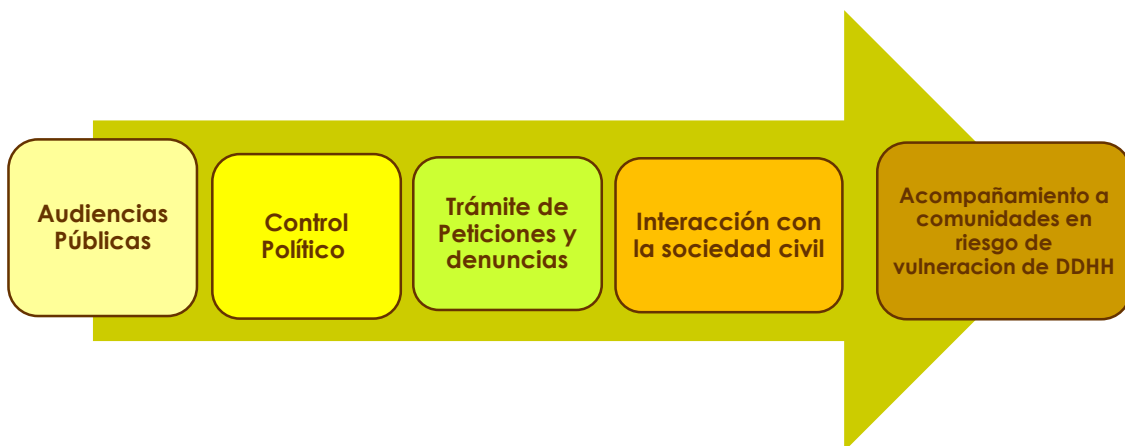 Audiencias
Públicas
Control
Político
Trámite de
Peticiones y
denuncias
Interacción con
la sociedad civil
Acompañamiento a
comunidades en
riesgo de
vulneracion de DDHH